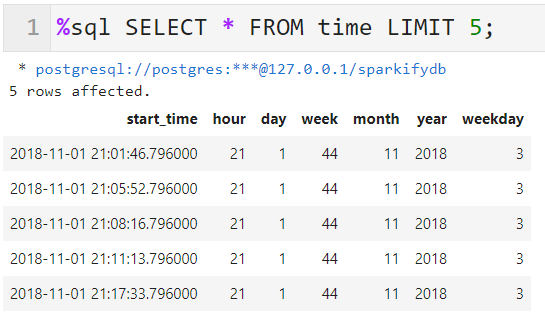 1 %sql SELECT * FROM time LIMIT 5;
* postgresql://postgres:***@127.0.0.1/sparkifydb
5 rows affected.
start_time hour day week month year weekday
2018-11-01 21:01:46.796000 21 1 44 11 2018 3
2018-11-01 21:05:52.796000 21 1 44 11 2018 3
2018-11-01 21:08:16.796000 21 1 44 11 2018 3
2018-11-01 21:11:13.796000 21 1 44 11 2018 3
2018-11-01 21:17:33.796000 21 1 44 11 2018 3